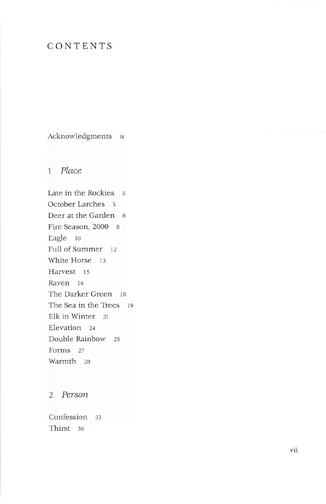 CONTENTS
Acknowledgments ix
1 Place
Late in the Rockies 3
October Larches 5
Deer at the Garden 6
Fire Season, 2000 8
Eagle 10
Full of Summer 12
White Horse 13
Harvest 15
Raven 16
The Darker Green 18
The Sea in the Trees 19
Elk in Winter 21
Elevation 24
Double Rainbow 25
Forms 27
Warmth 28
2 Person
Confession 33
Thirst 36
vii